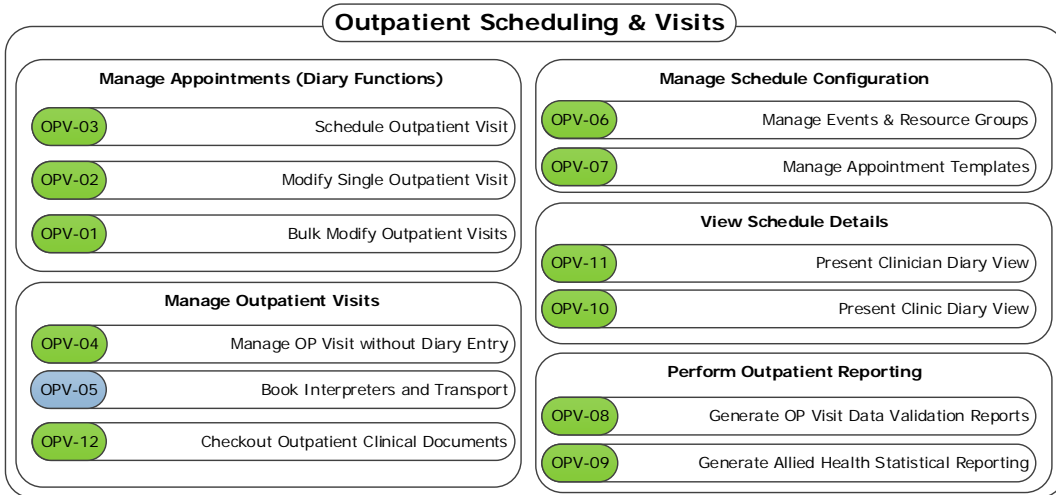 Outpatient Scheduling & Visits
Manage Appointments (Diary Functions)
OPV-03 Schedule Outpatient Visit
OPV-02 Modify Single Outpatient Visit
OPV-01 Bulk Modify Outpatient Visits
Manage Outpatient Visits
OPV-04 Manage OP Visit without Diary Entry
OPV-05 Book Interpreters and Transport
OPV-12 Checkout Outpatient Clinical Documents
Manage Schedule Configuration
OPV-06 Manage Events & Resource Groups
OPV-07 Manage Appointment Templates
View Schedule Details
OPV-11 Present Clinician Diary View
OPV-10 Present Clinic Diary View
Perform Outpatient Reporting
OPV-08 Generate OP Visit Data Validation Reports
OPV-09 Generate Allied Health Statistical Reporting